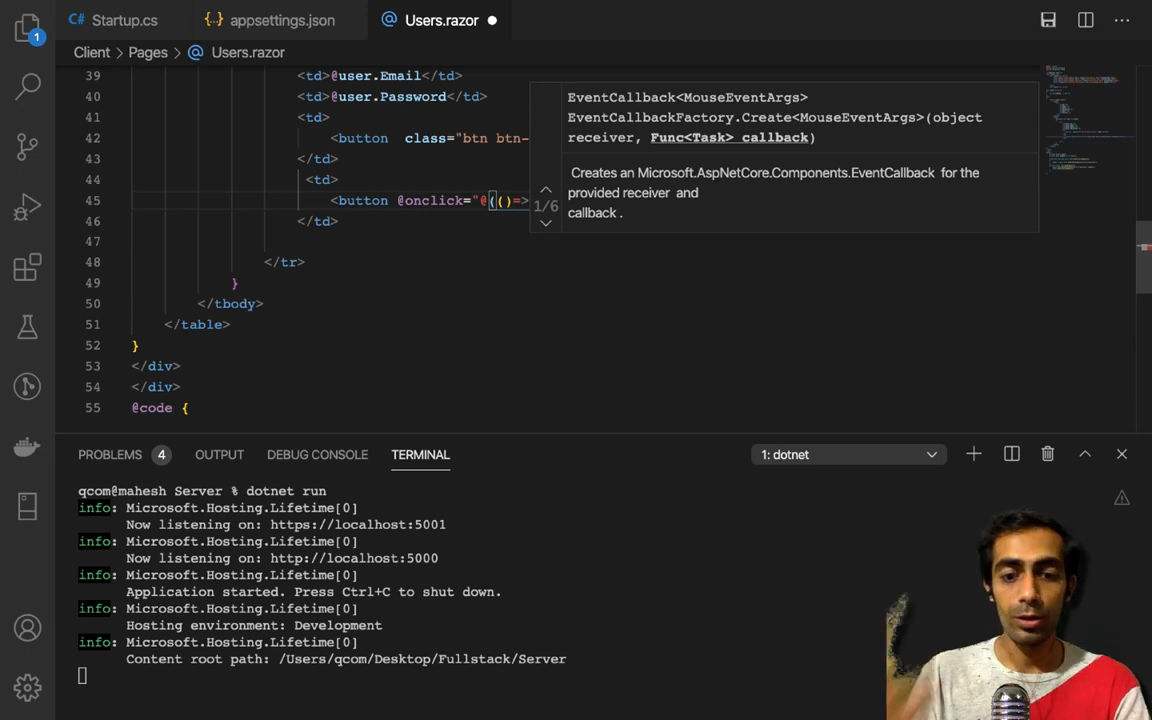 Startup.cs
{..} appsettings.json
@ Users.razor
1
Client > Pages > @ Users.razor
39 <td>@user.Email</td>
40 <td>@user.Password</td>
41 <td>
42 <button  class="btn btn-
43 </td>
44 <td>
45 <button @onclick="@(()=>
46 </td>
47
48 </tr>
49 }
50 </tbody>
51 </table>
52 }
53 </div>
54 </div>
55 @code {
EventCallback<MouseEventArgs>
EventCallbackFactory.Create<MouseEventArgs>(object
receiver, Func<Task> callback)
Creates an Microsoft.AspNetCore.Components.EventCallback for the
provided receiver and
callback .
1/6
PROBLEMS 4 OUTPUT DEBUG CONSOLE TERMINAL 1: dotnet
qcom@mahesh Server % dotnet run
info: Microsoft.Hosting.Lifetime[0]
Now listening on: https://localhost:5001
info: Microsoft.Hosting.Lifetime[0]
Now listening on: http://localhost:5000
info: Microsoft.Hosting.Lifetime[0]
Application started. Press Ctrl+C to shut down.
info: Microsoft.Hosting.Lifetime[0]
Hosting environment: Development
info: Microsoft.Hosting.Lifetime[0]
Content root path: /Users/qcom/Desktop/Fullstack/Server